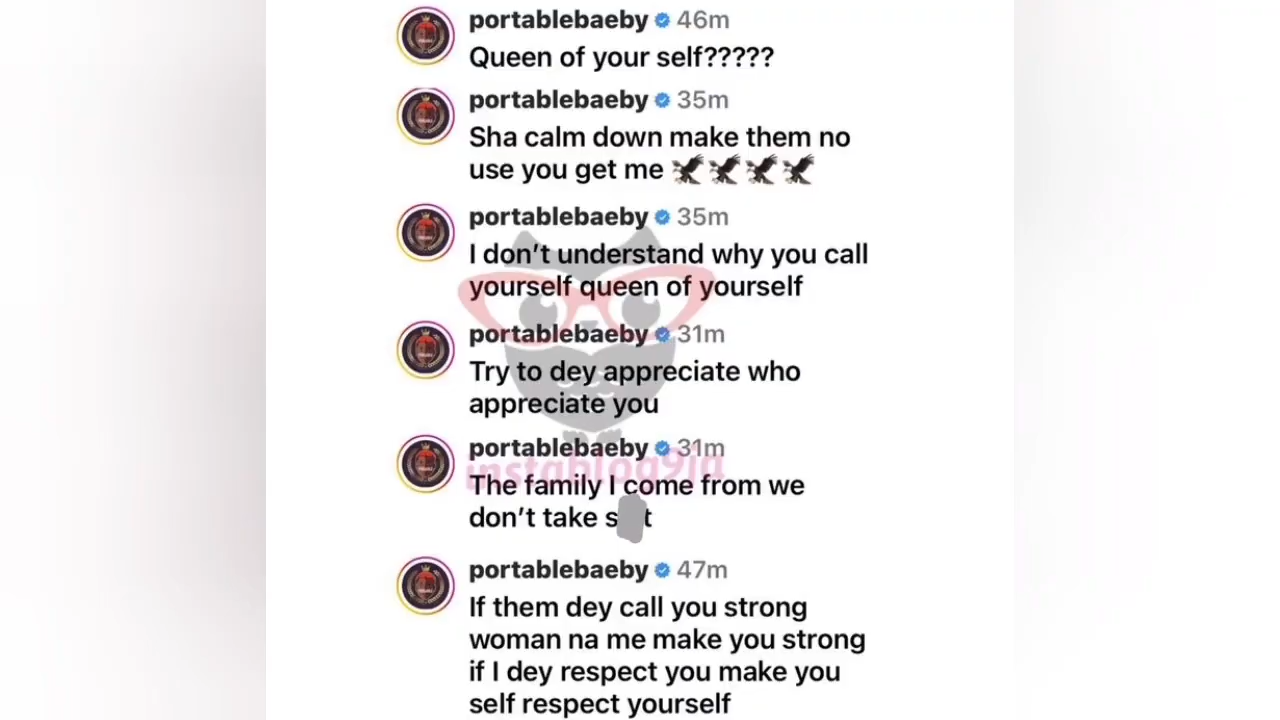 portablebaeby 46m
Queen of your self?????
portablebaeby 35m
Sha calm down make them no
use you get me 🦅🦅🦅🦅
portablebaeby 35m
I don’t understand why you call
yourself queen of yourself
portablebaeby 31m
Try to dey appreciate who
appreciate you
portablebaeby 31m
instablog9ja
The family I come from we
don’t take s t
portablebaeby 47m
If them dey call you strong
woman na me make you strong
if I dey respect you make you
self respect yourself